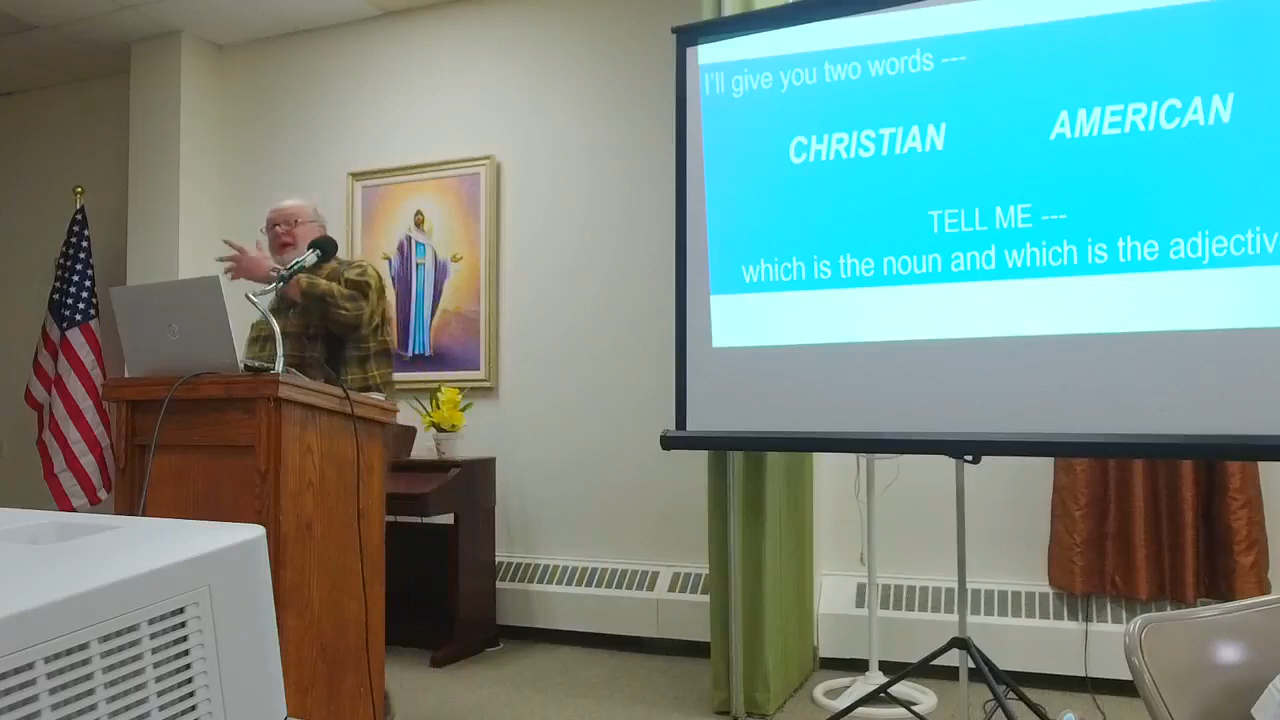 I'll give you two words ---
CHRISTIAN AMERICAN
TELL ME ---
which is the noun and which is the adjectiv